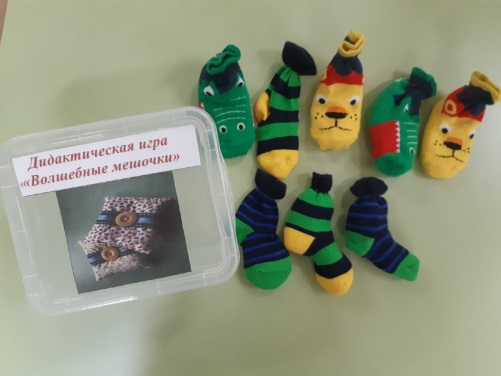 Дидактическая игра
«Волшебные мешочки»